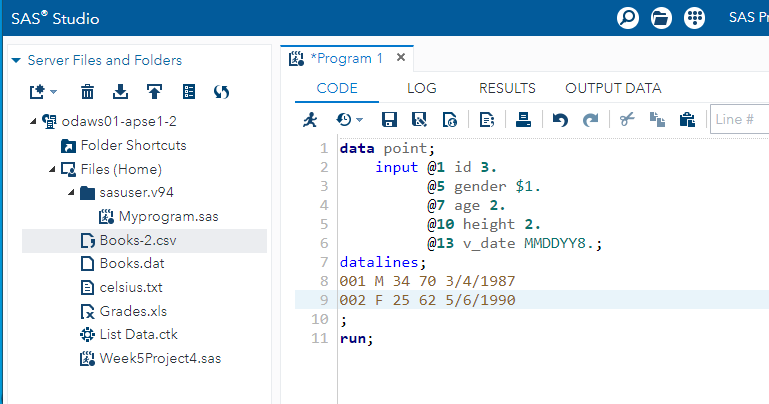 SAS® Studio
SAS Pr
Server Files and Folders
odaws01-apse1-2
Folder Shortcuts
Files (Home)
sasuser.v94
Myprogram.sas
Books-2.csv
Books.dat
celsius.txt
Grades.xls
List Data.ctk
Week5Project4.sas
*Program 1 ×
CODE LOG RESULTS OUTPUT DATA
Line #
1 data point;
2 input @1 id 3.
3 @5 gender $1.
4 @7 age 2.
5 @10 height 2.
6 @13 v_date MMDDYY8.;
7 datalines;
8 001 M 34 70 3/4/1987
9 002 F 25 62 5/6/1990
10 ;
11 run;